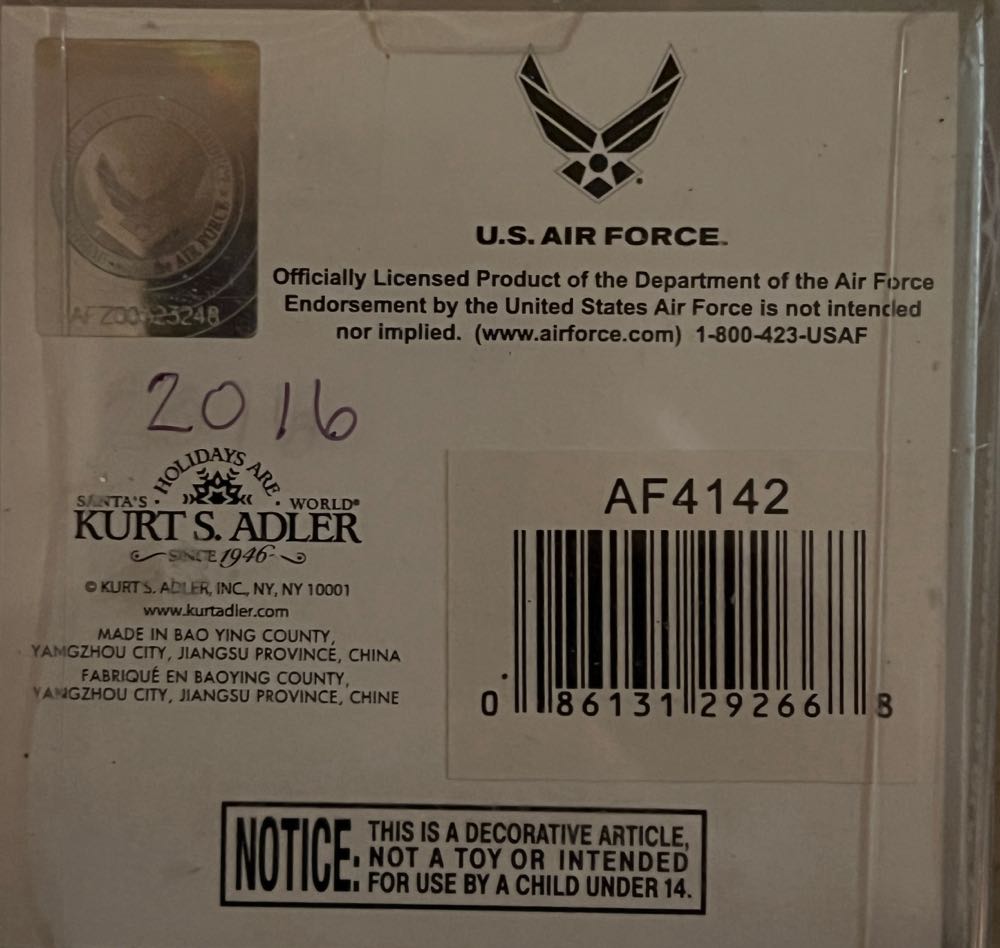 AIR FORCE
U.S. AIR FORCE
Officially Licensed Product of the Department of the Air Force
Endorsement by the United States Air Force is not intended
nor implied. (www.airforce.com) 1-800-423-USAF
2016
HOLIDAYS ARE
SANTA'S · · WORLD®
KURT S. ADLER
SINCE 1946
© KURT S. ADLER, INC., NY, NY 10001
www.kurtadler.com
MADE IN BAO YING COUNTY,
YANGZHOU CITY, JIANGSU PROVINCE, CHINA
FABRIQUÉ EN BAOYING COUNTY,
YANGZHOU CITY, JIANGSU PROVINCE, CHINE
AF4142
0 86131 29266 8
NOTICE: THIS IS A DECORATIVE ARTICLE,
NOT A TOY OR INTENDED
FOR USE BY A CHILD UNDER 14.